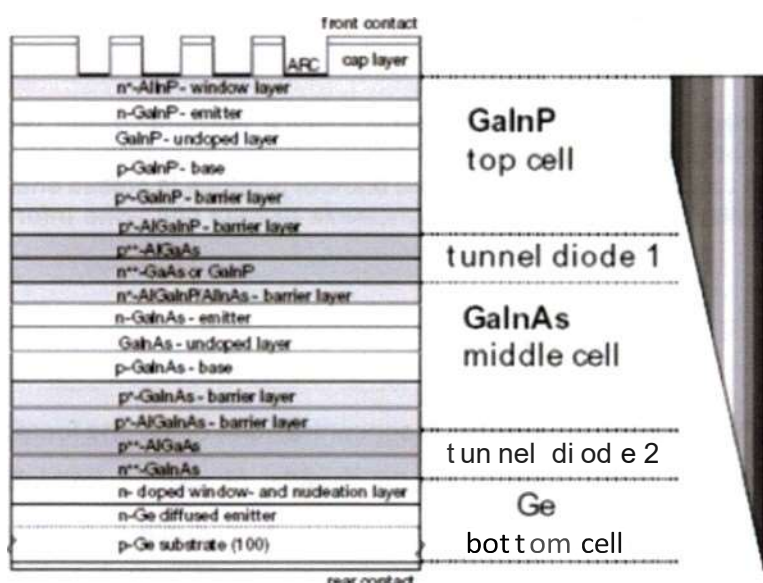 front contact
ARC
cap layer
n⁺-AlInP - window layer
n-GaInP - emitter
GaInP - undoped layer
p-GaInP - base
p⁺-GaInP - barrier layer
p⁺-AlGaInP - barrier layer
p⁺⁺-AlGaAs
n⁺⁺-GaAs or GaInP
n⁺-AlGaInP/AlInAs - barrier layer
n-GaInAs - emitter
GaInAs - undoped layer
p-GaInAs - base
p⁺-GaInAs - barrier layer
p⁺-AlGaInAs - barrier layer
p⁺⁺-AlGaAs
n⁺⁺-GaInAs
n- doped window- and nucleation layer
n-Ge diffused emitter
p-Ge substrate (100)
rear contact
GaInP
top cell
tunnel diode 1
GaInAs
middle cell
tunnel diode 2
Ge
bottom cell